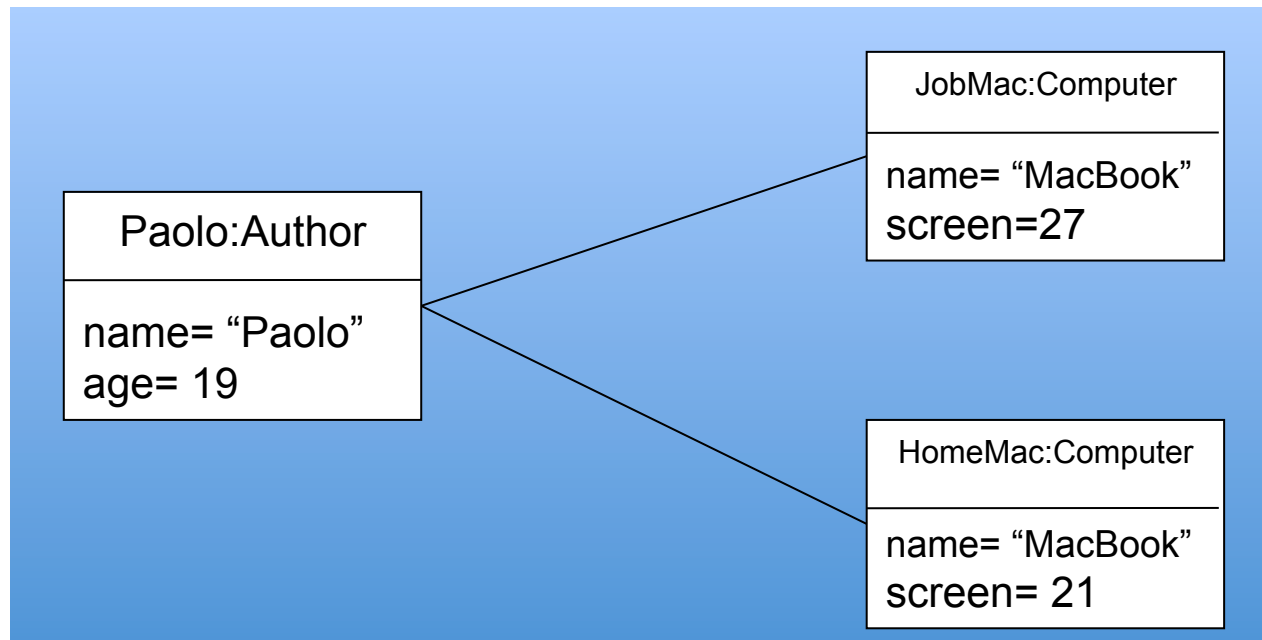 Paolo:Author
name= “Paolo”
age= 19
JobMac:Computer
name= “MacBook”
screen=27
HomeMac:Computer
name= “MacBook”
screen= 21